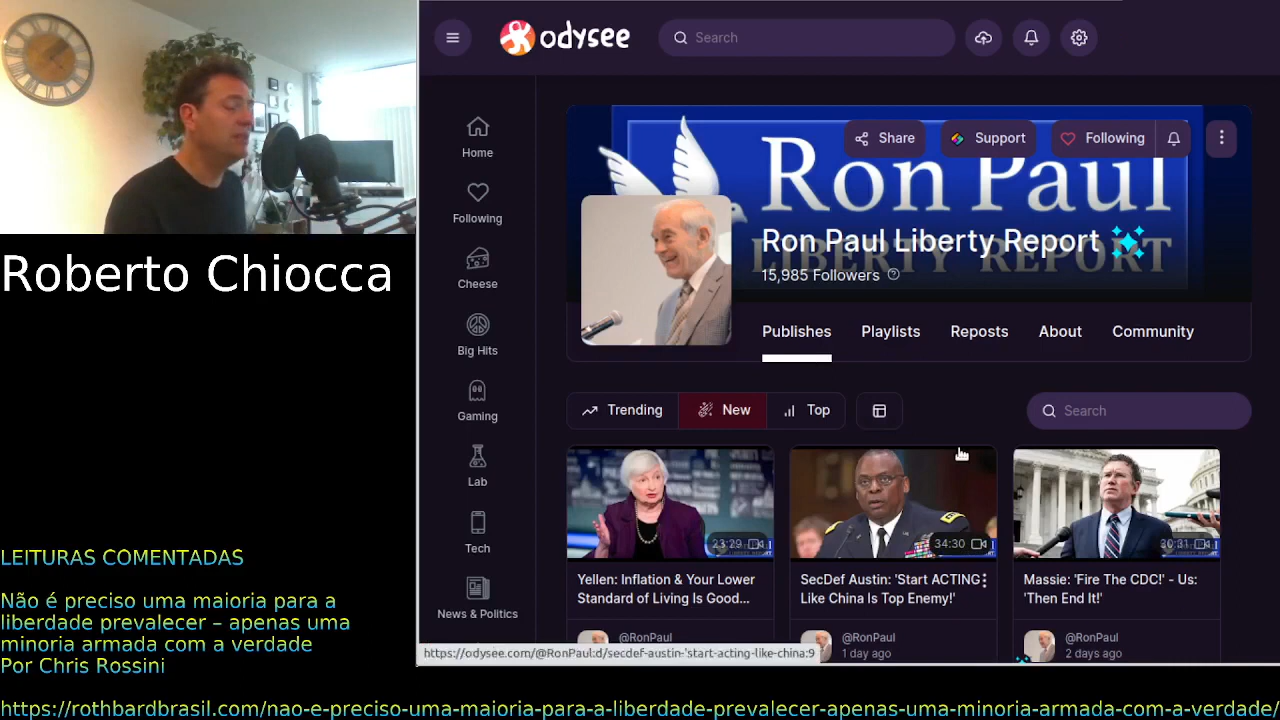 odysee
Search
Home
Following
Cheese
Big Hits
Gaming
Lab
Tech
News & Politics
Share
Support
Following
Ron Paul
LIBERTY REPORT
Ron Paul Liberty Report
15,985 Followers
Publishes
Playlists
Reposts
About
Community
Trending
New
Top
Search
23:29
34:30
20:31
Yellen: Inflation & Your Lower
Standard of Living Is Good...
SecDef Austin: 'Start ACTING
Like China Is Top Enemy!'
Massie: 'Fire The CDC!' - Us:
'Then End It!'
@RonPaul
@RonPaul
1 day ago
@RonPaul
2 days ago
https://odysee.com/@RonPaul:d/secdef-austin-'start-acting-like-china:9
Roberto Chiocca
LEITURAS COMENTADAS
Não é preciso uma maioria para a
liberdade prevalecer – apenas uma
minoria armada com a verdade
Por Chris Rossini
https://rothbardbrasil.com/nao-e-preciso-uma-maioria-para-a-liberdade-prevalecer-apenas-uma-minoria-armada-com-a-verdade/